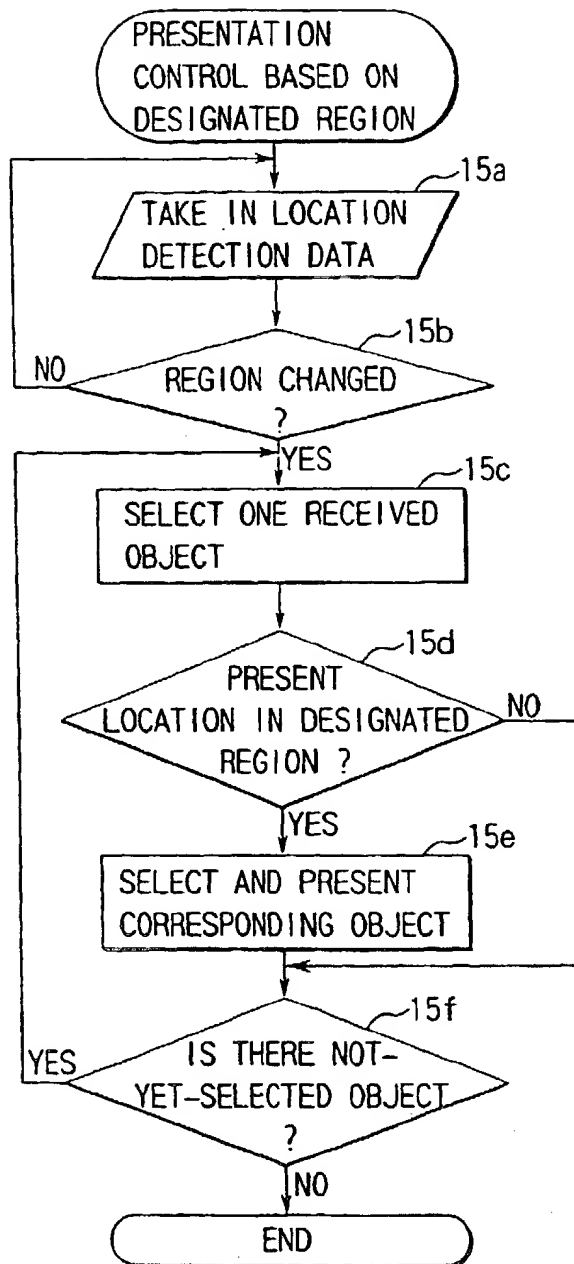 PRESENTATION
CONTROL BASED ON
DESIGNATED REGION
15a
TAKE IN LOCATION
DETECTION DATA
15b
NO
REGION CHANGED
?
YES
15c
SELECT ONE RECEIVED
OBJECT
15d
PRESENT
LOCATION IN DESIGNATED
REGION ?
NO
YES
15e
SELECT AND PRESENT
CORRESPONDING OBJECT
15f
YES
IS THERE NOT-
YET-SELECTED OBJECT
?
NO
END